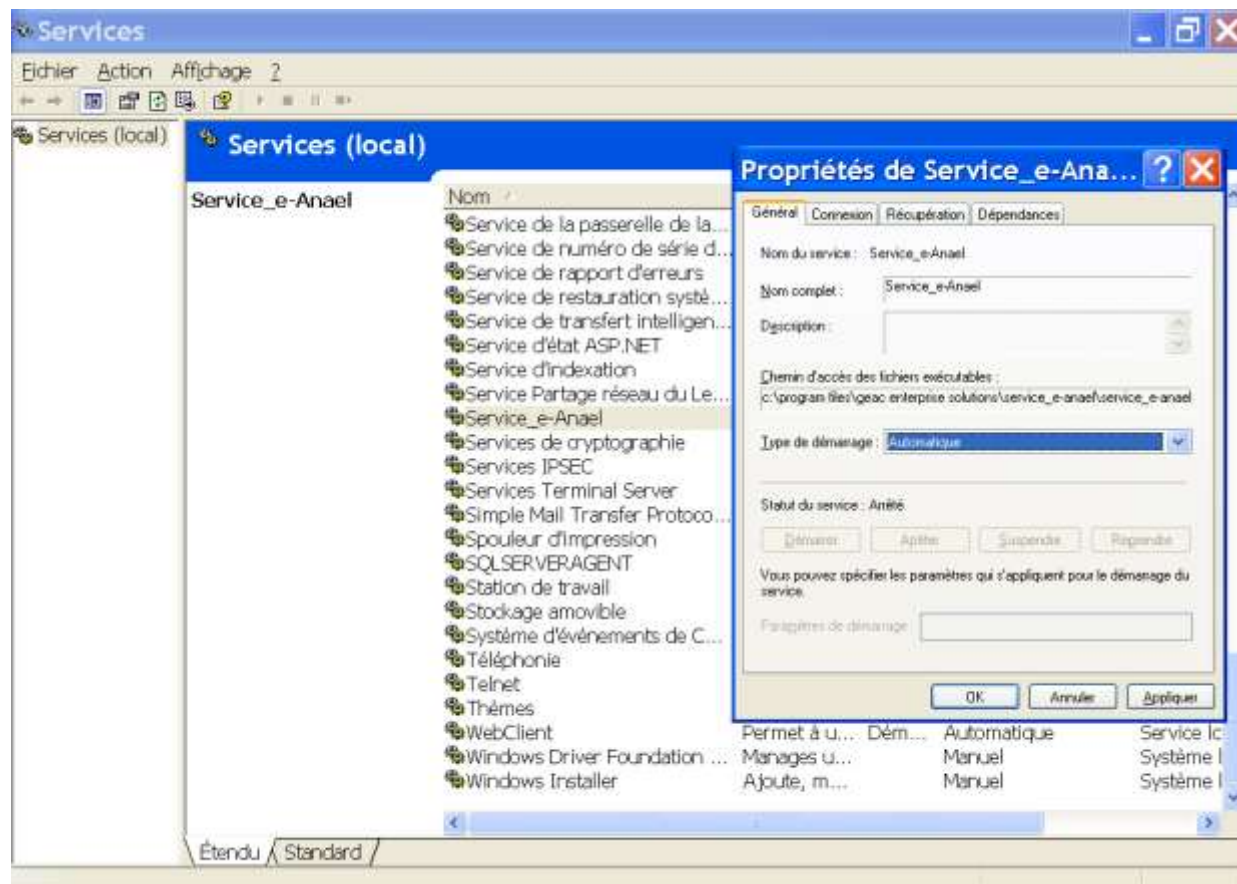 Services
Fichier Action Affichage ?
Services (local)
Services (local)
Service_e-Anael
Nom
Service de la passerelle de la...
Service de numéro de série d...
Service de rapport d'erreurs
Service de restauration systè...
Service de transfert intelligen...
Service d'état ASP.NET
Service d'indexation
Service Partage réseau du Le...
Service_e-Anael
Services de cryptographie
Services IPSEC
Services Terminal Server
Simple Mail Transfer Protoco...
Spouleur d'impression
SQLSERVERAGENT
Station de travail
Stockage amovible
Système d'événements de C...
Téléphonie
Telnet
Thèmes
WebClient Permet à u... Dém... Automatique Service lc
Windows Driver Foundation ... Manages u... Manuel Système l
Windows Installer Ajoute, m... Manuel Système l
Étendu Standard
Propriétés de Service_e-Ana... ?
Général Connexion Récupération Dépendances
Nom du service : Service_e-Anael
Nom complet : Service_e-Anael
Description :
Chemin d'accès des fichiers exécutables :
c:\program files\geac enterprise solutions\service_e-anael\service_e-anael
Type de démarrage : Automatique
Statut du service : Arrêté
Démarrer Arrêter Suspendre Reprendre
Vous pouvez spécifier les paramètres qui s'appliquent pour le démarrage du
service.
Paramètres de démarrage
OK Annuler Appliquer